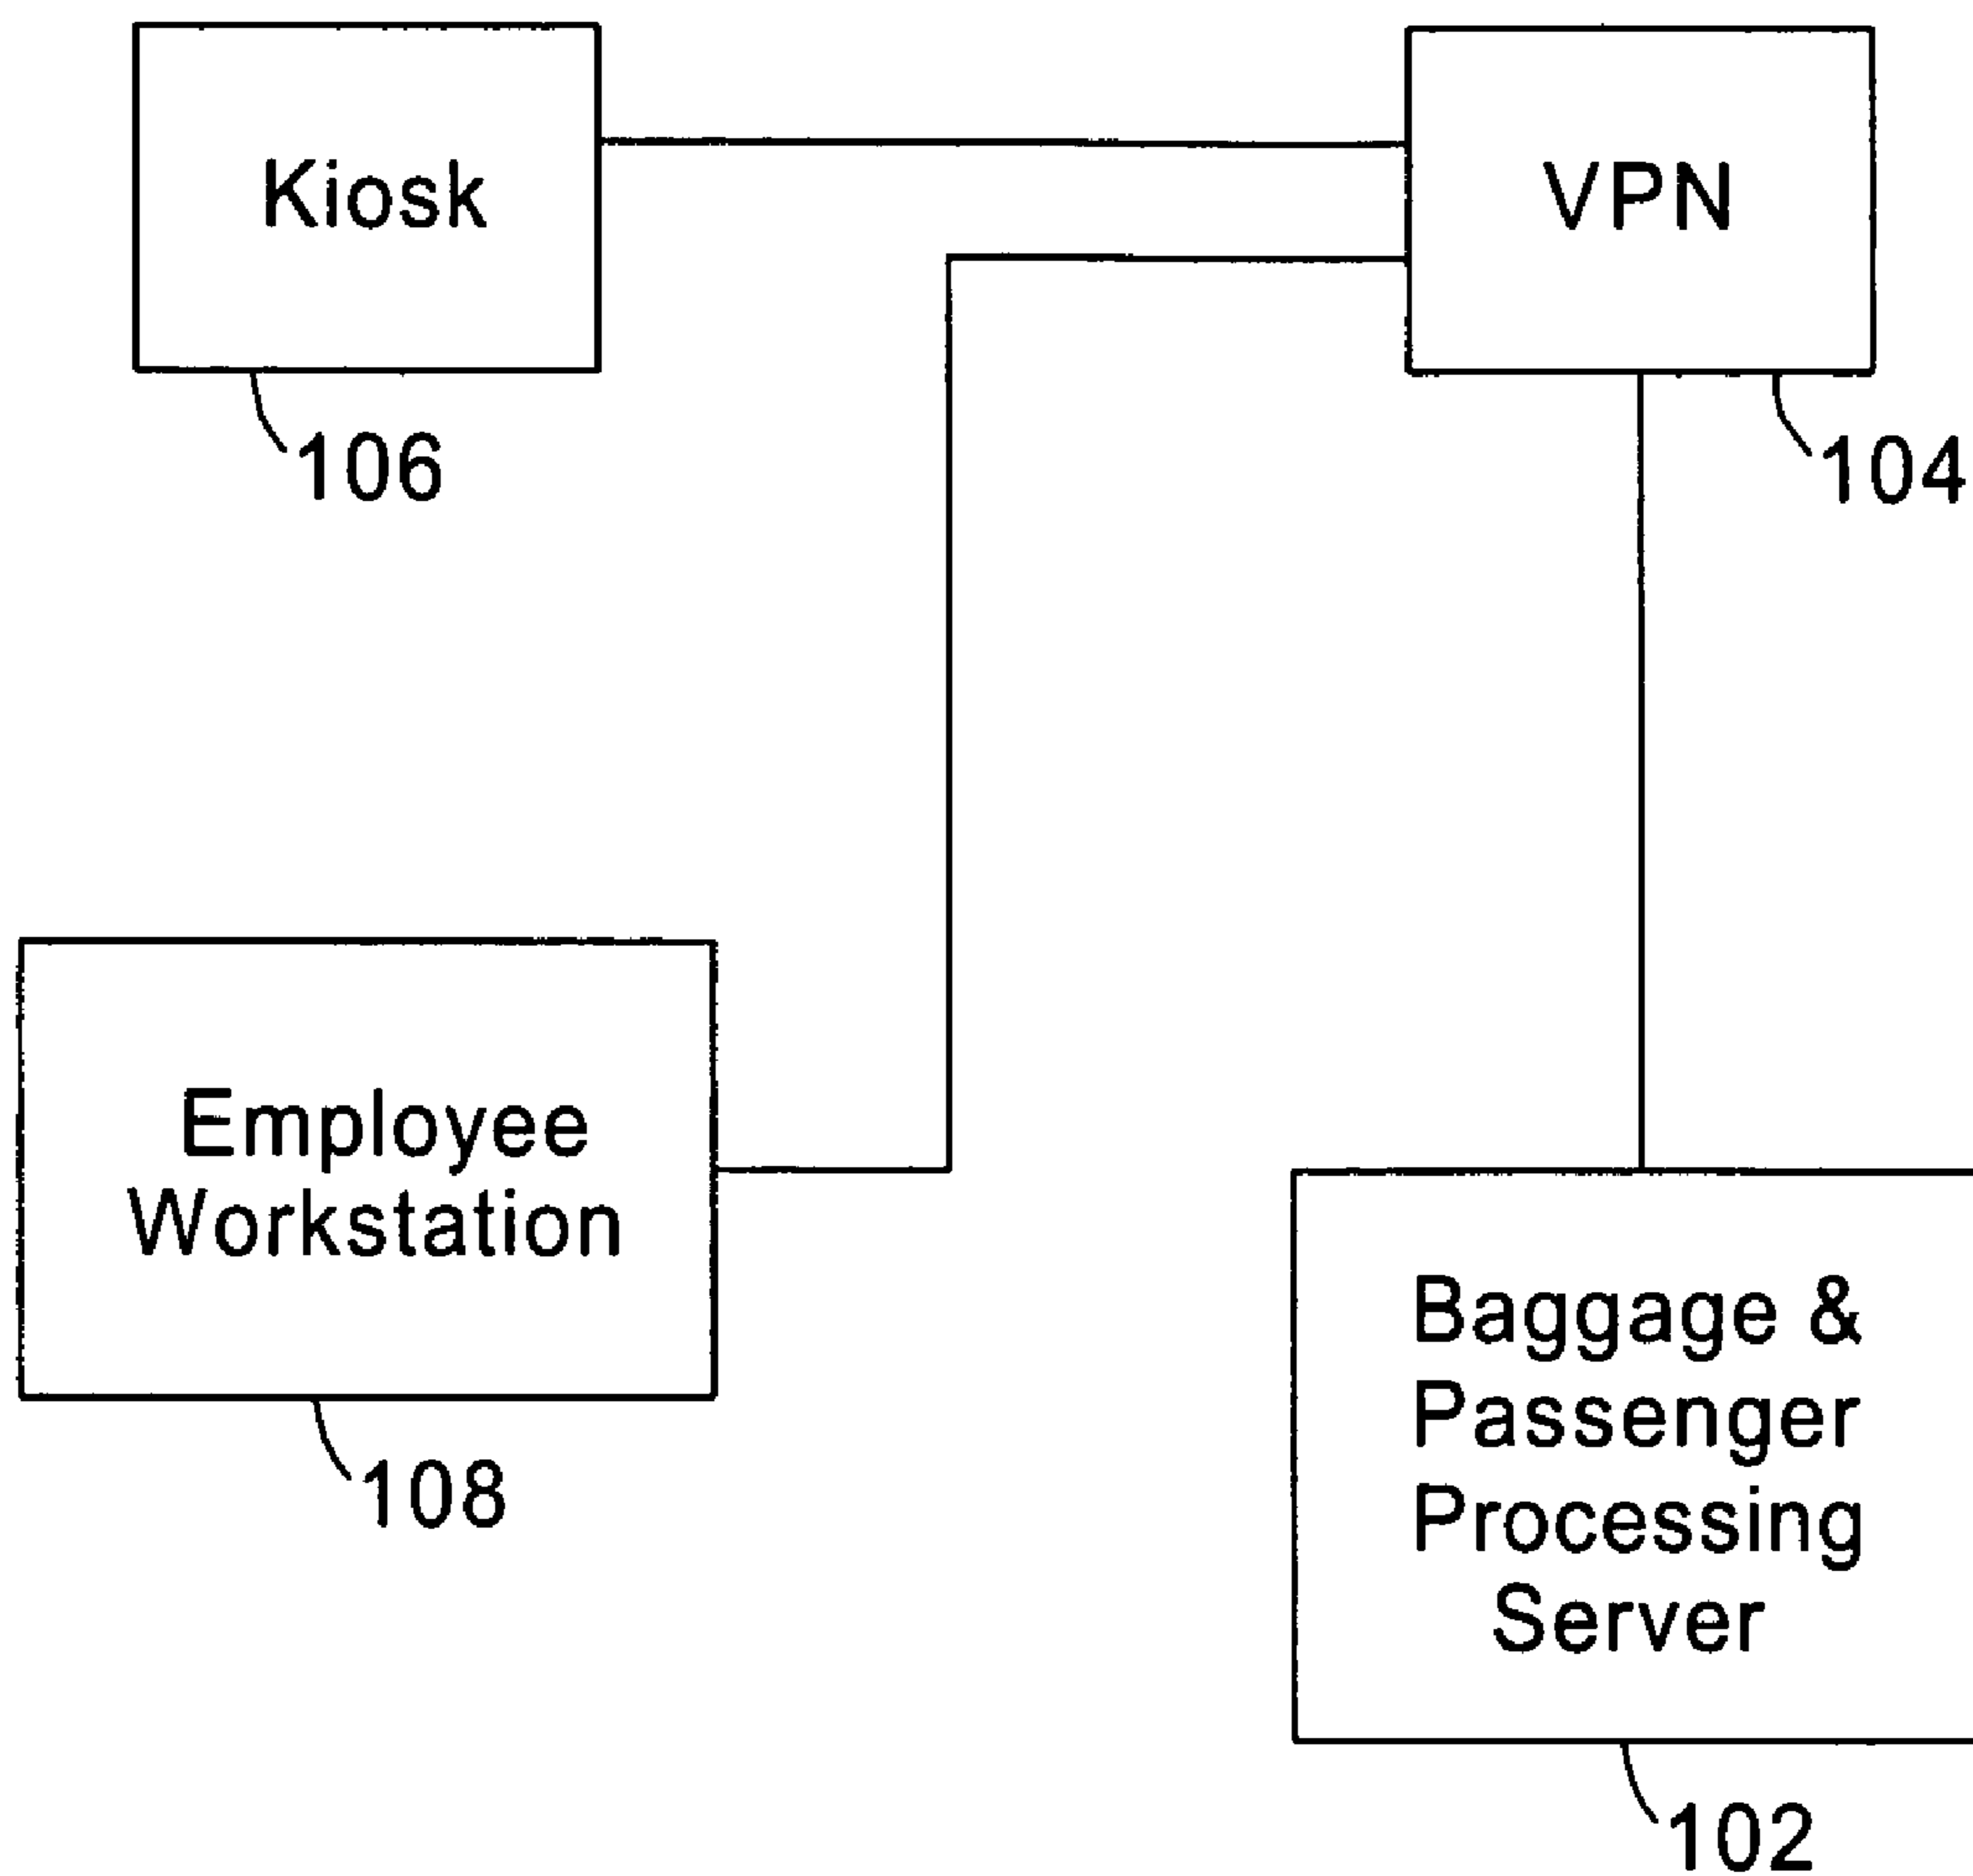 Kiosk
106
VPN
104
Employee
Workstation
108
Baggage &
Passenger
Processing
Server
102